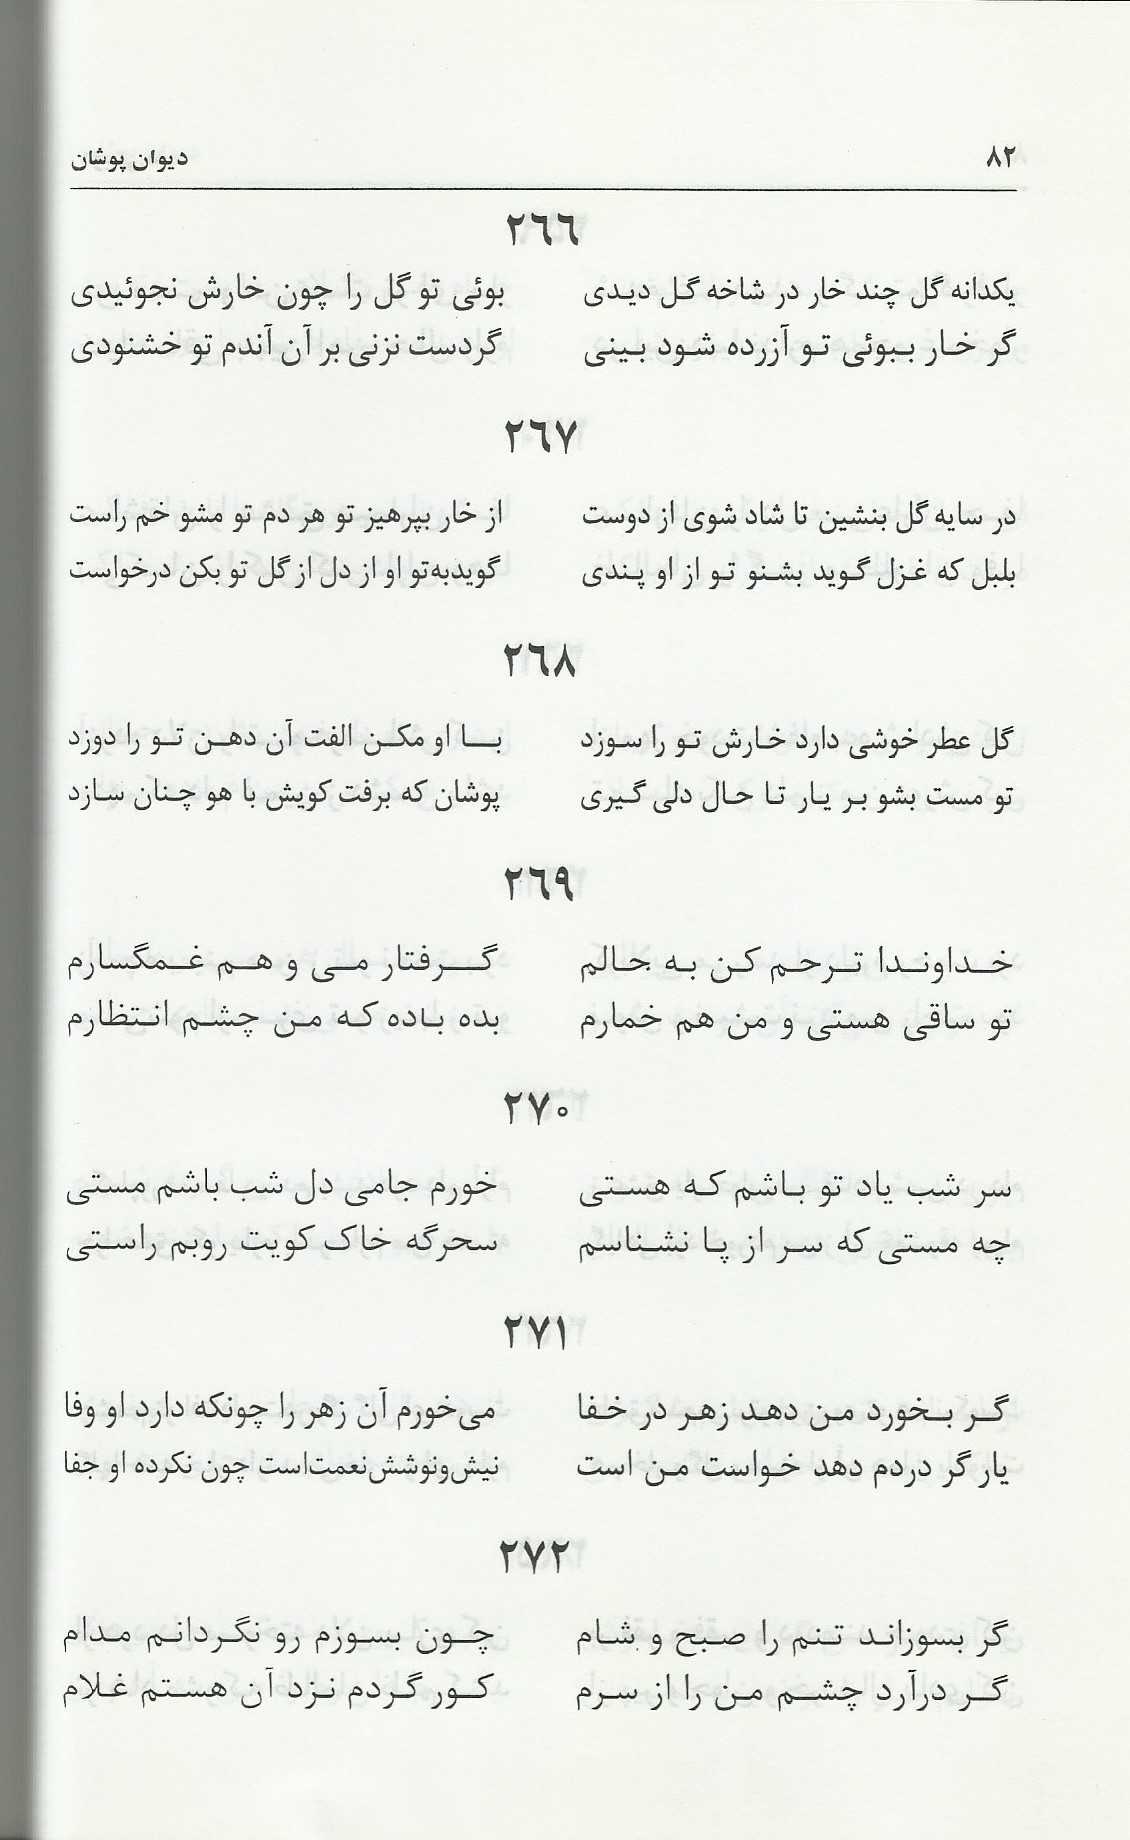 ۸۲ دیوان پوشان
۲٦٦
یکدانه گل چند خار در شاخه گل دیدی بوئی تو گل را چون خارش نجوئیدی
گر خار ببوئی تو آزرده شود بینی گردست نزنی بر آن آندم تو خشنودی
۲٦۷
در سایه گل بنشین تا شاد شوی از دوست از خار بپرهیز تو هر دم تو مشو خم راست
بلبل که غزل گوید بشنو تو از او پندی گویدبه‌تو او از دل از گل تو بکن درخواست
۲٦۸
گل عطر خوشی دارد خارش تو را سوزد با او مکن الفت آن دهن تو را دوزد
تو مست بشو بر یار تا حال دلی گیری پوشان که برفت کویش با هو چنان سازد
۲٦۹
خداوندا ترحم کن به حالم گرفتار می و هم غمگسارم
تو ساقی هستی و من هم خمارم بده باده که من چشم انتظارم
۲۷۰
سر شب یاد تو باشم که هستی خورم جامی دل شب باشم مستی
چه مستی که سر از پا نشناسم سحرگه خاک کویت روبم راستی
۲۷۱
گر بخورد من دهد زهر در خفا می‌خورم آن زهر را چونکه دارد او وفا
یار گر دردم دهد خواست من است نیش‌ونوشش‌نعمت‌است چون نکرده او جفا
۲۷۲
گر بسوزاند تنم را صبح و شام چون بسوزم رو نگردانم مدام
گر درآرد چشم من را از سرم کور گردم نزد آن هستم غلام